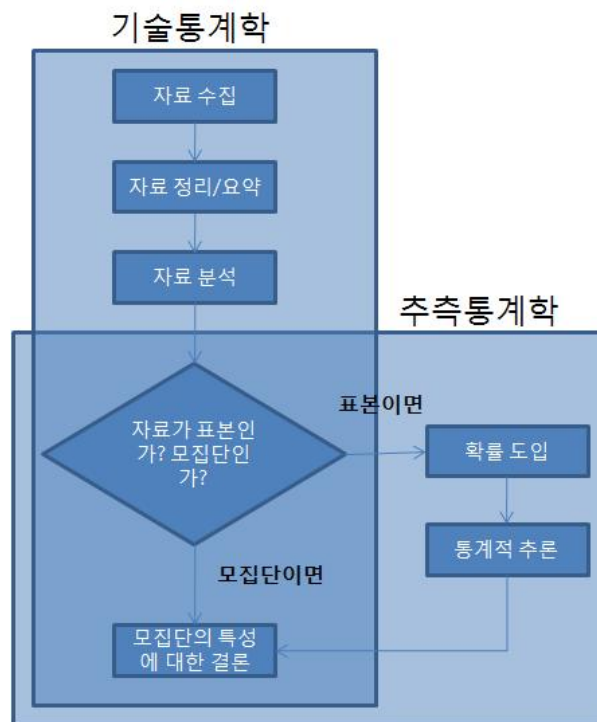 기술통계학
자료 수집
자료 정리/요약
자료 분석
추측통계학
자료가 표본인
가? 모집단인
가?
표본이면
확률 도입
통계적 추론
모집단이면
모집단의 특성
에 대한 결론